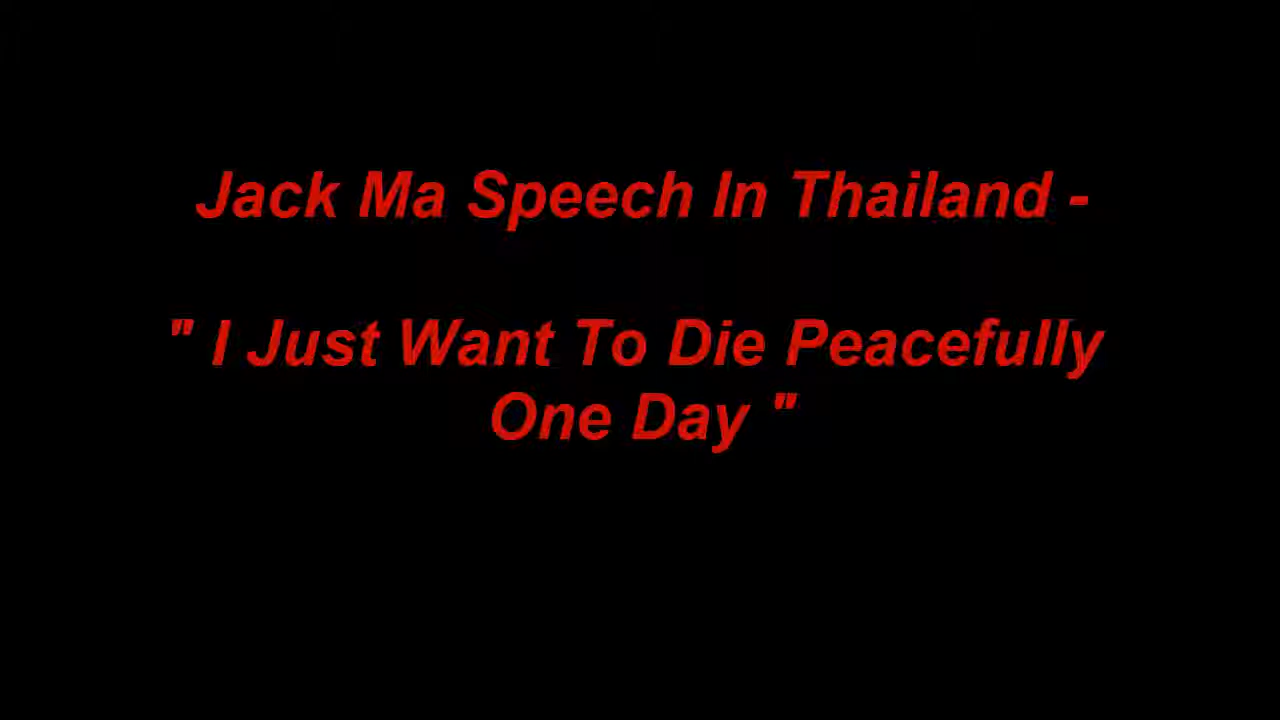 Jack Ma Speech In Thailand -
" I Just Want To Die Peacefully
One Day "